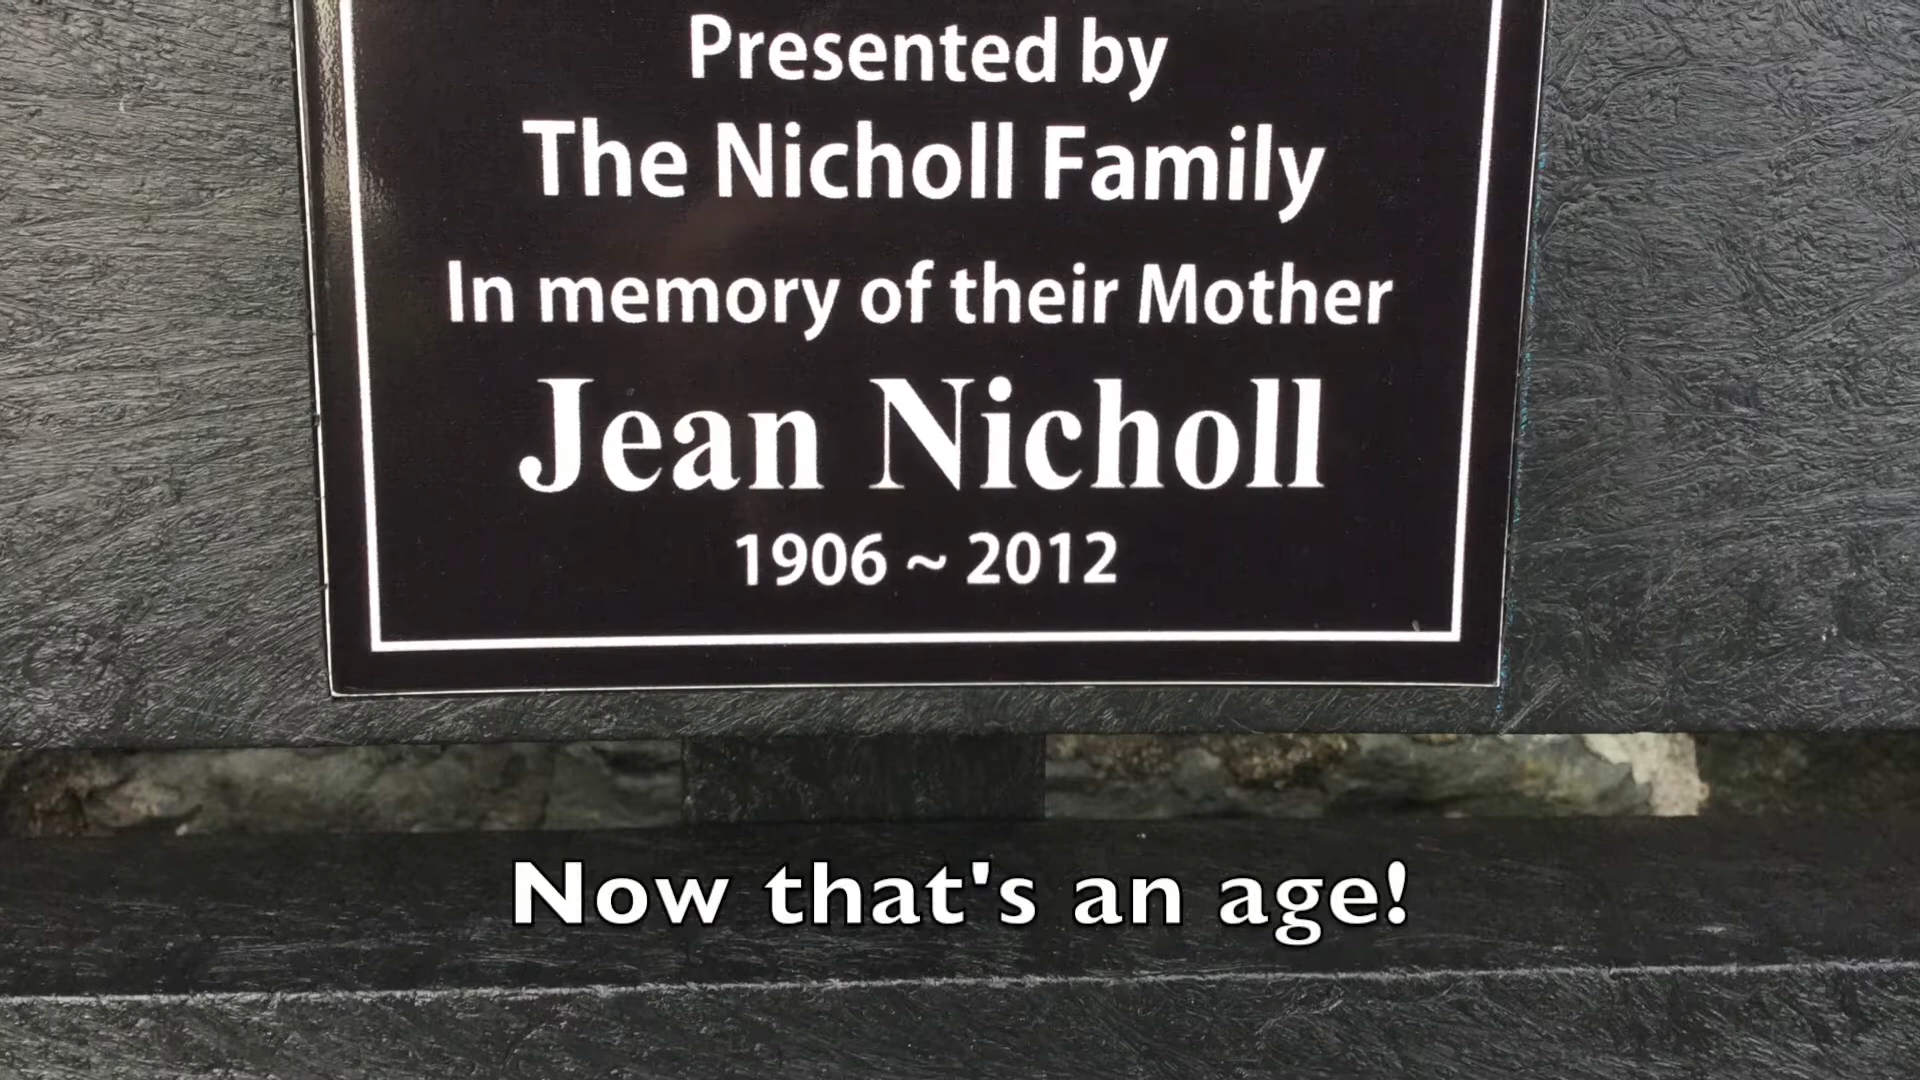 Presented by
The Nicholl Family
In memory of their Mother
Jean Nicholl
1906 ~ 2012
Now that's an age!